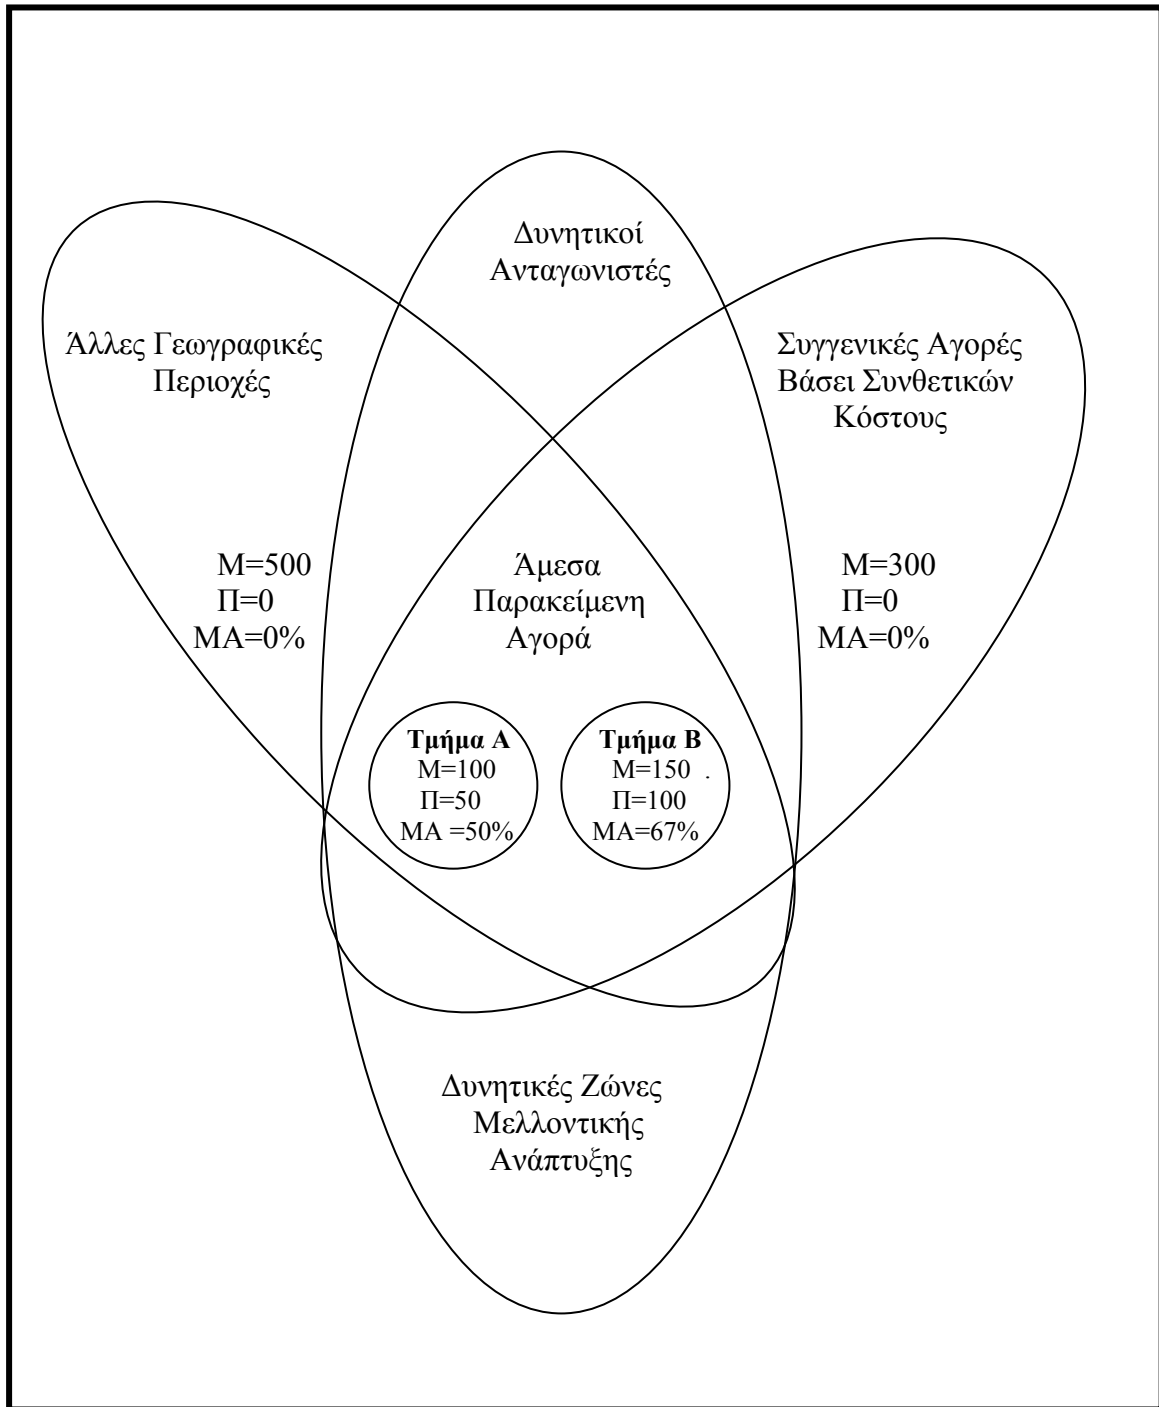 Δυνητικοί
Ανταγωνιστές
Άλλες Γεωγραφικές
Περιοχές
Συγγενικές Αγορές
Βάσει Συνθετικών
Κόστους
Μ=500
Π=0
ΜΑ=0%
Άμεσα
Παρακείμενη
Αγορά
Μ=300
Π=0
ΜΑ=0%
Τμήμα Α
Μ=100
Π=50
ΜΑ =50%
Τμήμα Β
Μ=150 .
Π=100
ΜΑ=67%
Δυνητικές Ζώνες
Μελλοντικής
Ανάπτυξης